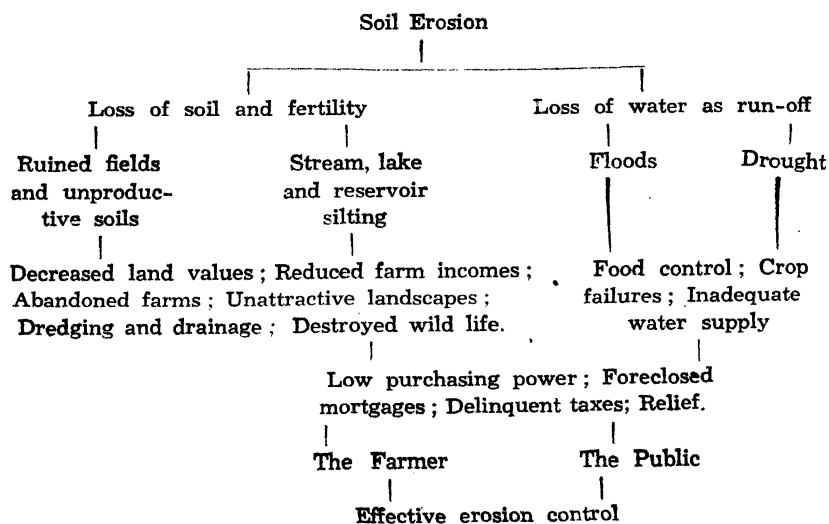 Soil Erosion
Loss of soil and fertility
Loss of water as run-off
Ruined fields
and unproduc-
tive soils
Stream, lake
and reservoir
silting
Floods
Drought
Decreased land values ; Reduced farm incomes ;
Abandoned farms ; Unattractive landscapes ;
Dredging and drainage ; Destroyed wild life.
Food control ; Crop
failures ; Inadequate
water supply
Low purchasing power ; Foreclosed
mortgages ; Delinquent taxes; Relief.
The Farmer
The Public
Effective erosion control